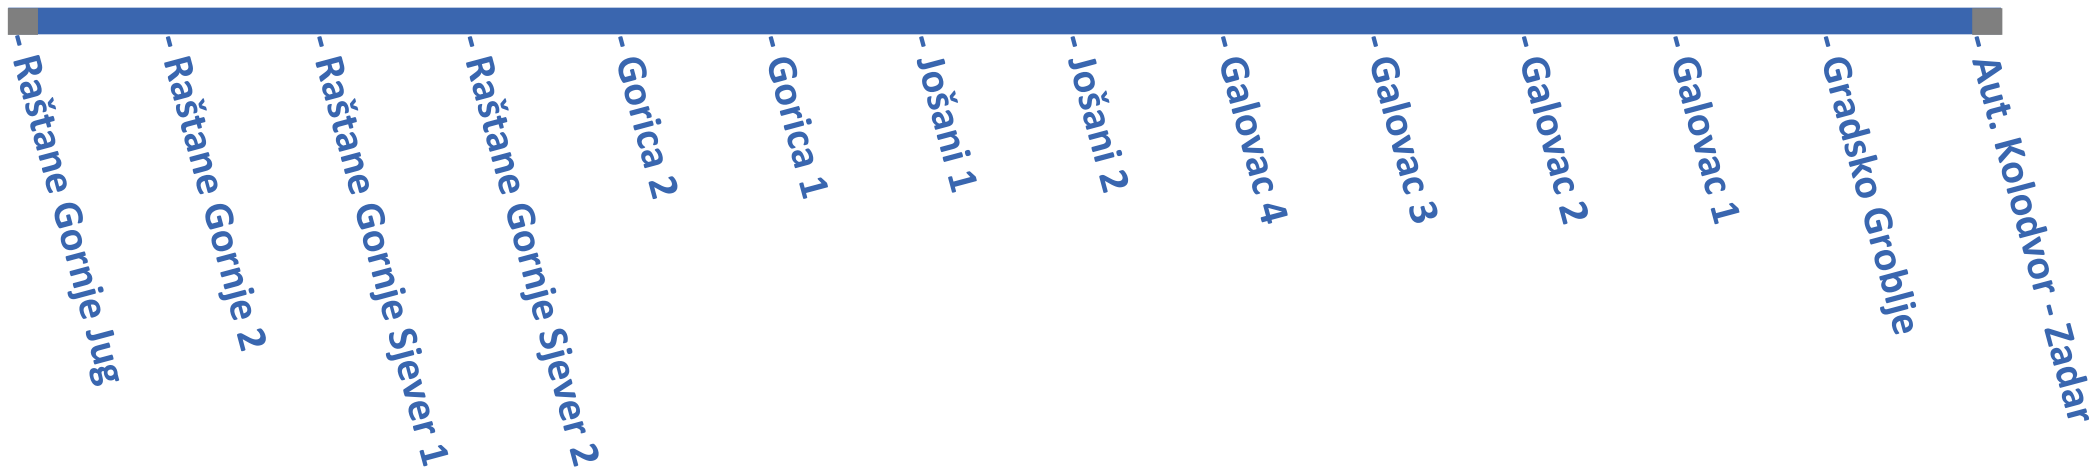 - Raštane Gornje Jug
- Raštane Gornje 2
- Raštane Gornje Sjever 1
- Raštane Gornje Sjever 2
- Gorica 2
- Gorica 1
- Jošani 1
- Jošani 2
- Galovac 4
- Galovac 3
- Galovac 2
- Galovac 1
- Gradsko Groblje
- Aut. Kolodvor - Zadar